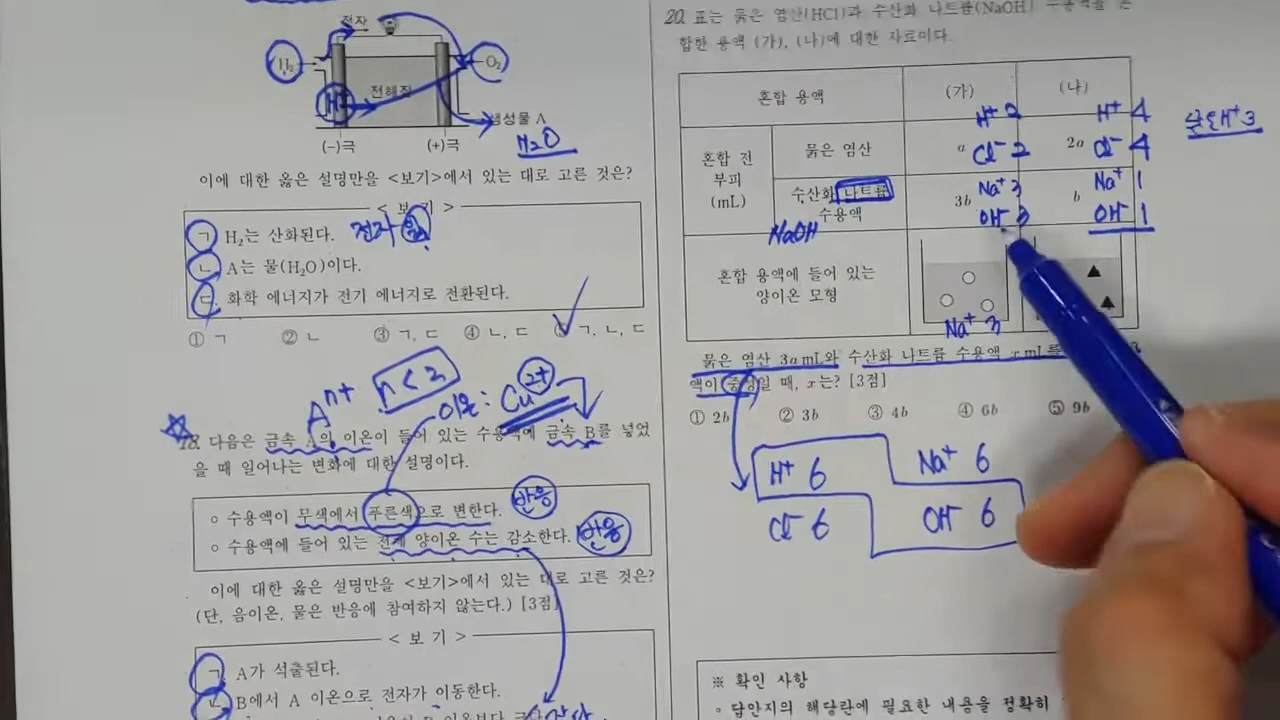 전자
H₂
O₂
H⁺
전해질
생성물 A
H₂O
(-)극
(+)극
이에 대한 옳은 설명만을 <보기>에서 있는 대로 고른 것은?
< 보 기 >
ㄱ H₂는 산화된다. 전자 잃
ㄴ A는 물(H₂O)이다.
ㄷ. 화학 에너지가 전기 에너지로 전환된다.
① ㄱ ② ㄴ ③ ㄱ, ㄷ ④ ㄴ, ㄷ ⑤ ㄱ, ㄴ, ㄷ
Aⁿ⁺ n < 2
이온: Cu²⁺
18. 다음은 금속 A의 이온이 들어 있는 수용액에 금속 B를 넣었
을 때 일어나는 변화에 대한 설명이다.
○ 수용액이 무색에서 푸른색으로 변한다. 반응
○ 수용액에 들어 있는 전체 양이온 수는 감소한다. 반응
이에 대한 옳은 설명만을 <보기>에서 있는 대로 고른 것은?
(단, 음이온, 물은 반응에 참여하지 않는다.) [3점]
< 보 기 >
ㄱ A가 석출된다.
ㄴ B에서 A 이온으로 전자가 이동한다.
20. 표는 묽은 염산(HCl)과 수산화 나트륨(NaOH) 수용액을 혼
합한 용액 (가), (나)에 대한 자료이다.
혼합 용액 (가) (나)
H⁺ 2 H⁺ 4 H⁺ 3
혼합 전 부피 (mL)
묽은 염산 a Cl⁻ 2 2a Cl⁻ 4
Na⁺ 3 Na⁺ 1
수산화 나트륨 수용액 3b b
NaOH OH⁻ 3 OH⁻ 1
혼합 용액에 들어 있는
양이온 모형
Na⁺ 3
묽은 염산 3a mL와 수산화 나트륨 수용액 x mL를
액이 중성일 때, x는? [3점]
① 2b ② 3b ③ 4b ④ 6b ⑤ 9b
H⁺ 6 Na⁺ 6
Cl⁻ 6 OH⁻ 6
※ 확인 사항
○ 답안지의 해당란에 필요한 내용을 정확히